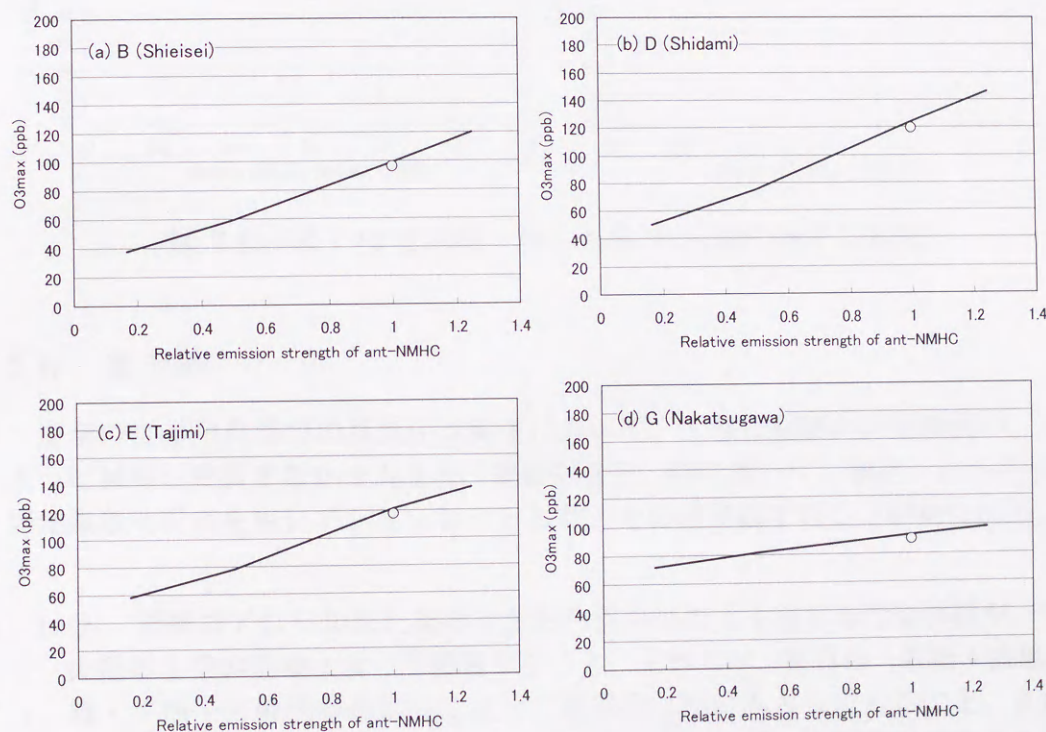 (a) B (Shieisei)
O3max (ppb)
200
180
160
140
120
100
80
60
40
20
0
0 0.2 0.4 0.6 0.8 1 1.2 1.4
Relative emission strength of ant-NMHC
(b) D (Shidami)
O3max (ppb)
200
180
160
140
120
100
80
60
40
20
0
0 0.2 0.4 0.6 0.8 1 1.2 1.4
Relative emission strength of ant-NMHC
(c) E (Tajimi)
O3max (ppb)
200
180
160
140
120
100
80
60
40
20
0
0 0.2 0.4 0.6 0.8 1 1.2 1.4
Relative emission strength of ant-NMHC
(d) G (Nakatsugawa)
O3max (ppb)
200
180
160
140
120
100
80
60
40
20
0
0 0.2 0.4 0.6 0.8 1 1.2 1.4
Relative emission strength of ant-NMHC